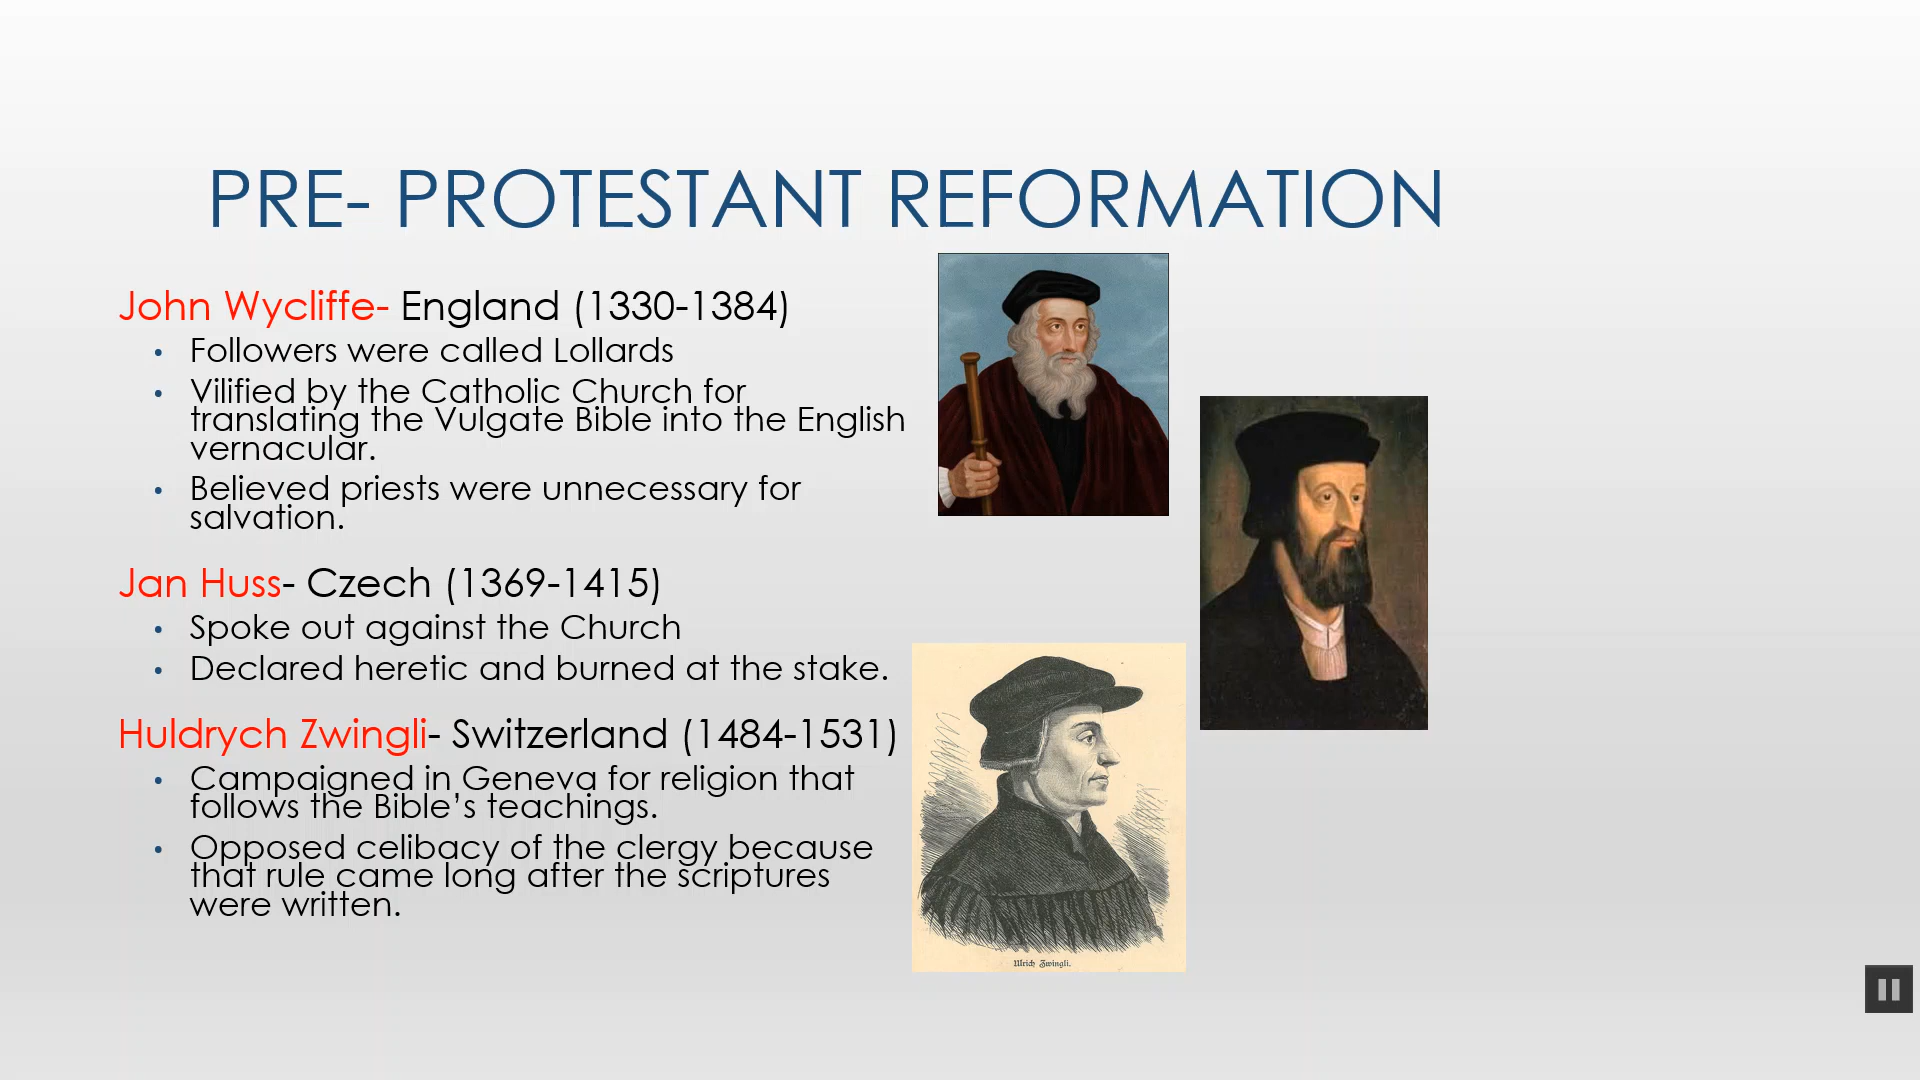 PRE- PROTESTANT REFORMATION
John Wycliffe- England (1330-1384)
• Followers were called Lollards
• Vilified by the Catholic Church for
translating the Vulgate Bible into the English
vernacular.
• Believed priests were unnecessary for
salvation.
Jan Huss- Czech (1369-1415)
• Spoke out against the Church
• Declared heretic and burned at the stake.
Huldrych Zwingli- Switzerland (1484-1531)
• Campaigned in Geneva for religion that
follows the Bible’s teachings.
• Opposed celibacy of the clergy because
that rule came long after the scriptures
were written.
Ulrich Zwingli.